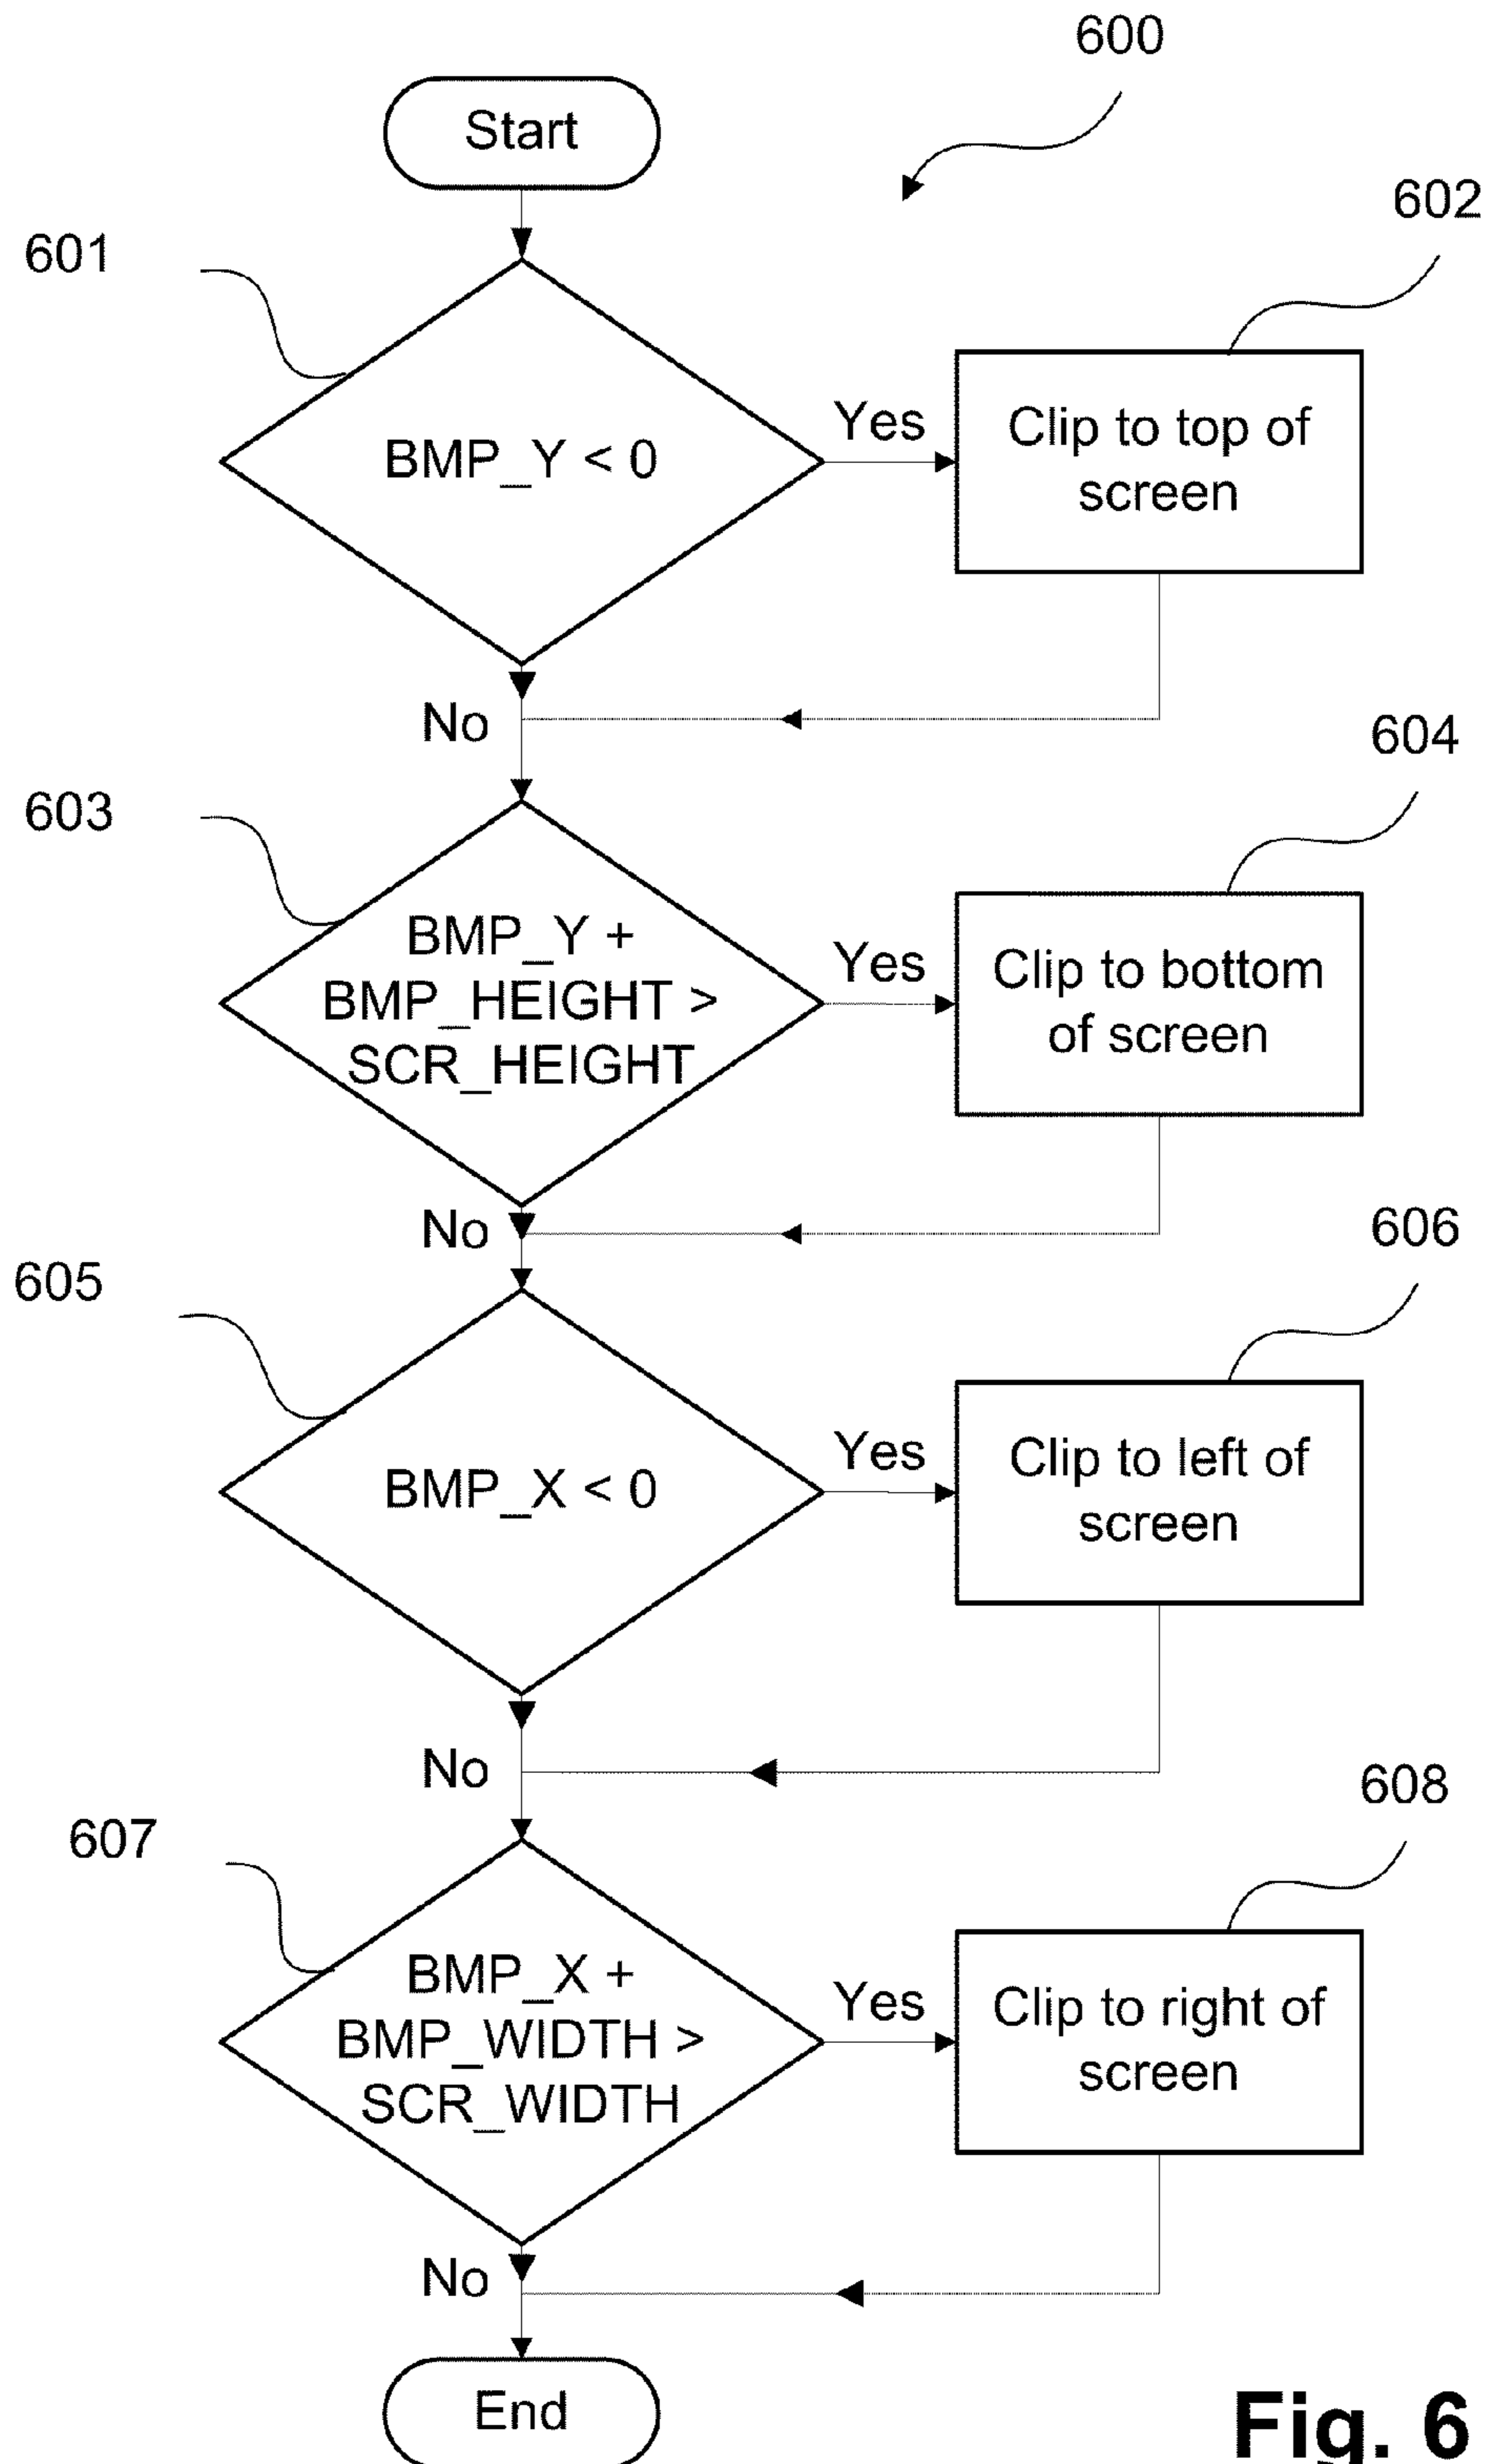 600
Start
602
601
BMP_Y < 0
Yes
Clip to top of
screen
No
604
603
BMP_Y +
BMP_HEIGHT >
SCR_HEIGHT
Yes
Clip to bottom
of screen
No
606
605
BMP_X < 0
Yes
Clip to left of
screen
No
608
607
BMP_X +
BMP_WIDTH >
SCR_WIDTH
Yes
Clip to right of
screen
No
End
Fig. 6